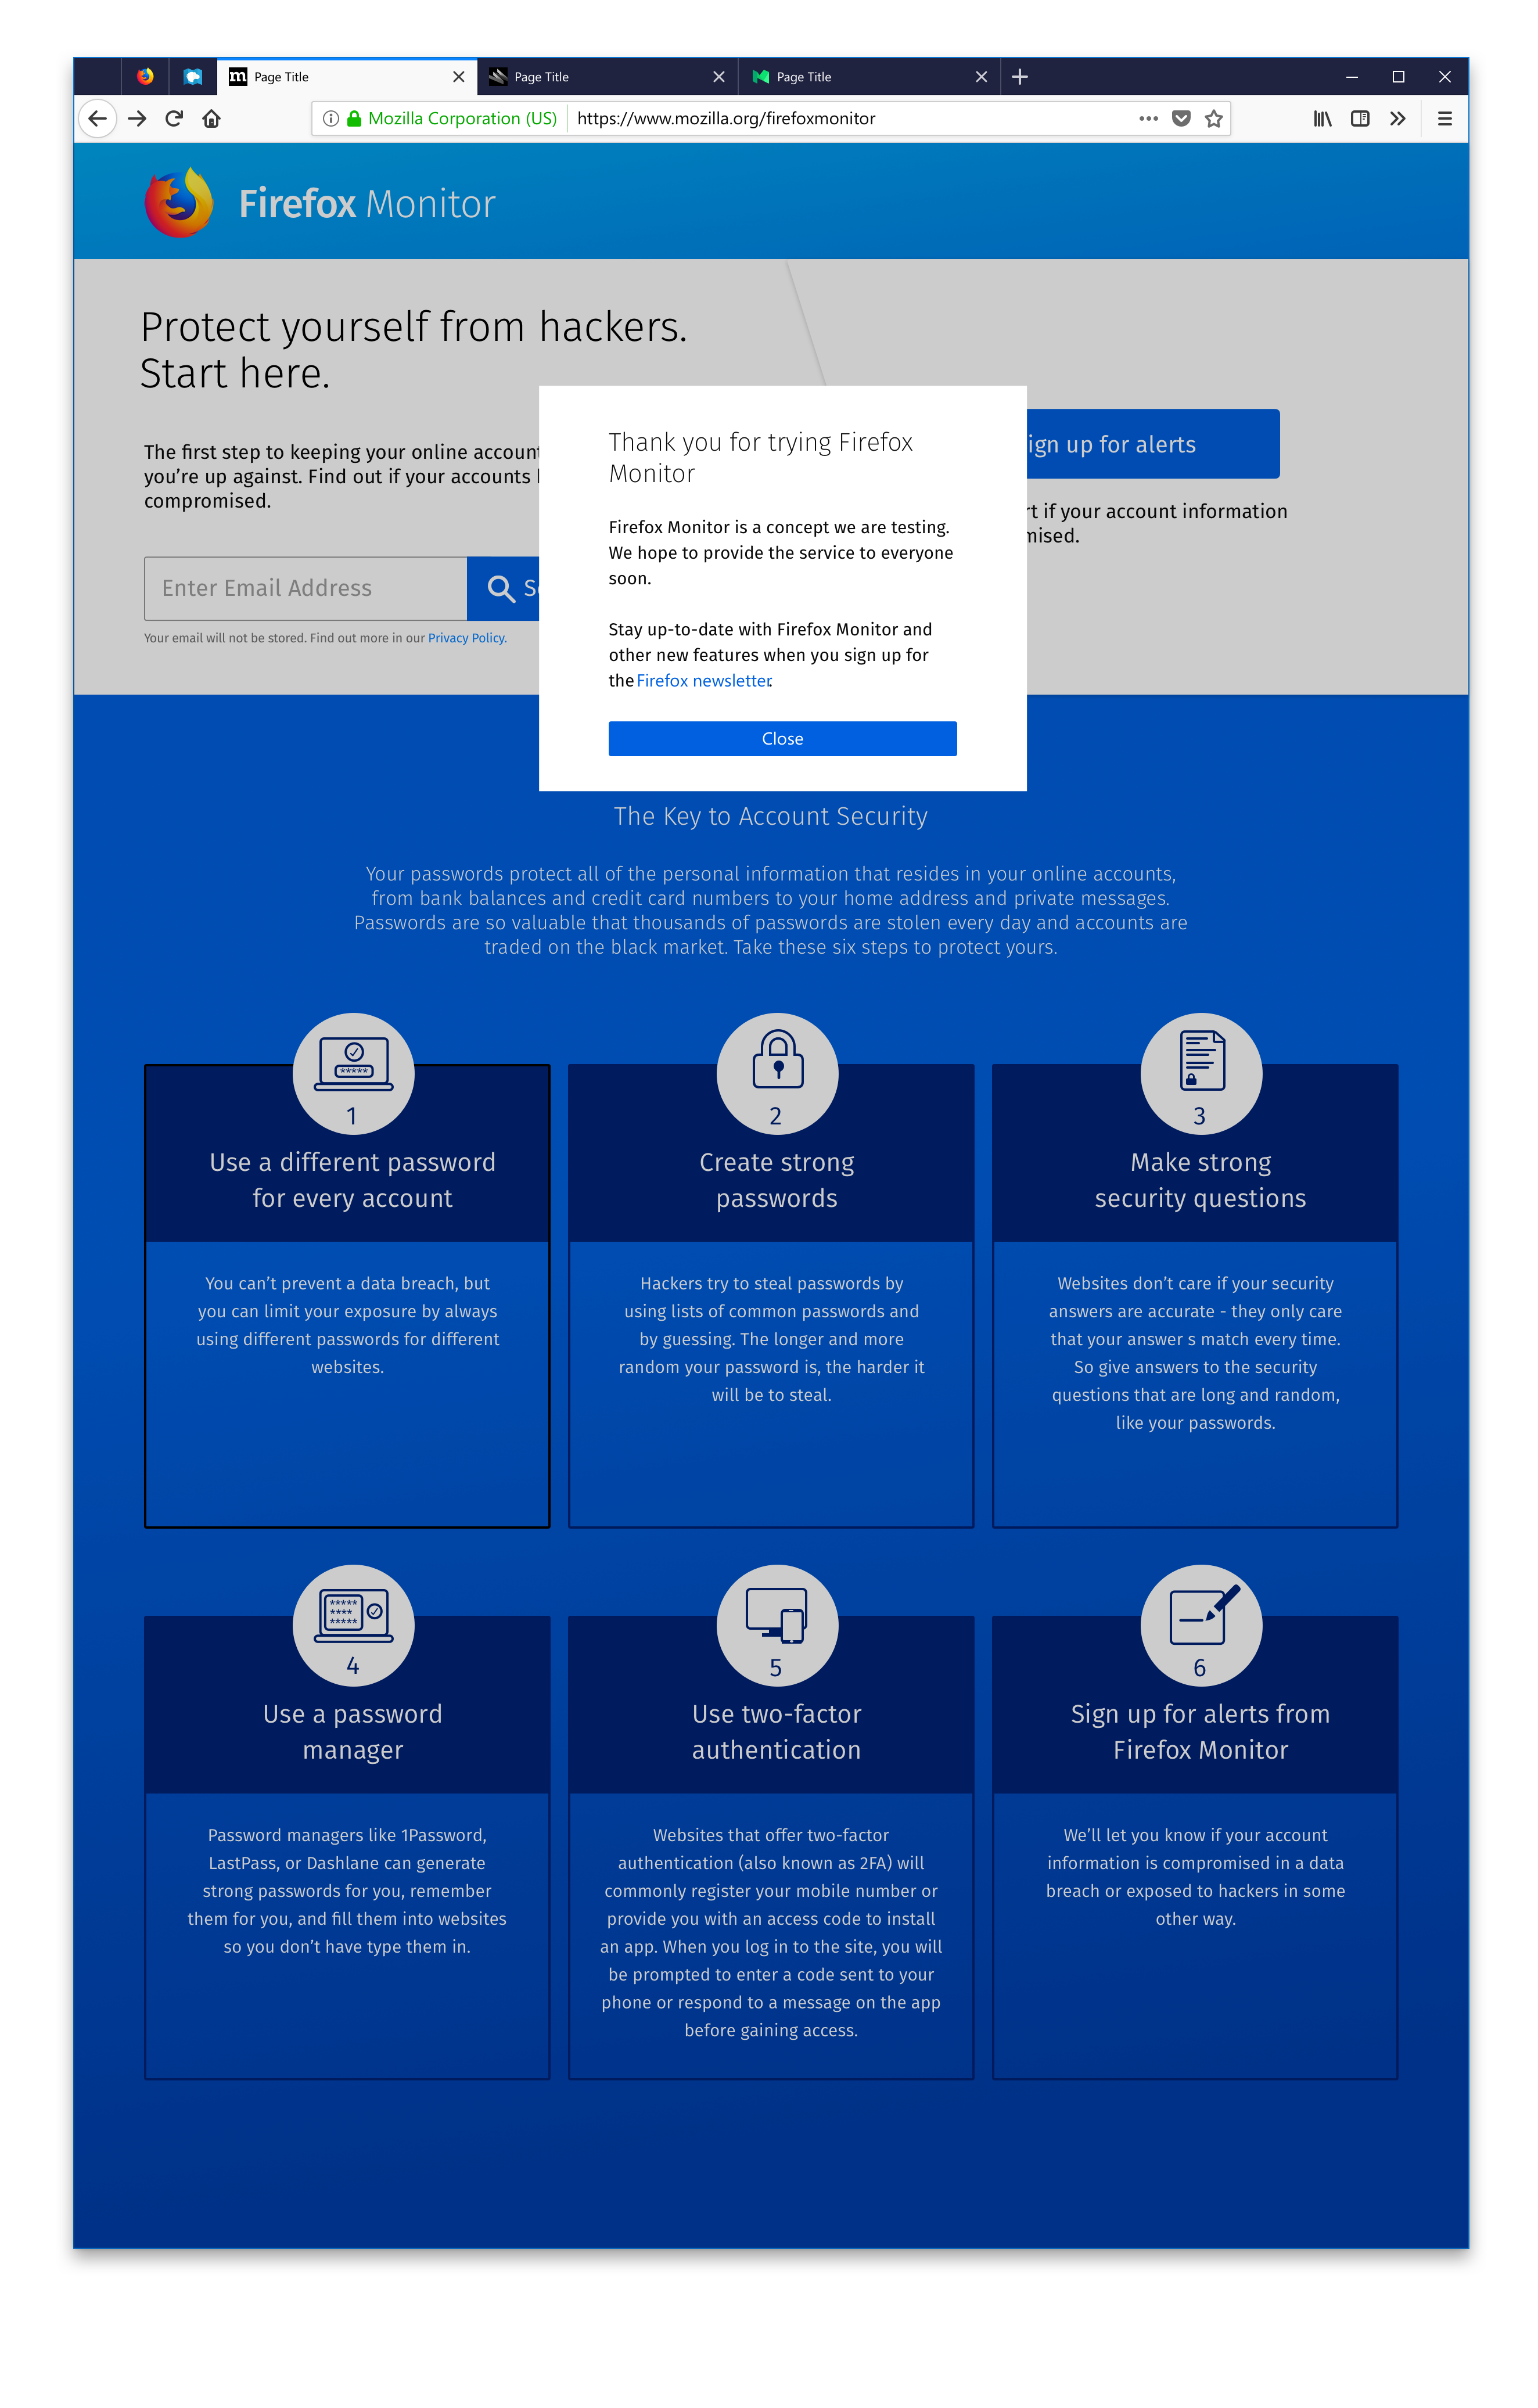 Page Title
Page Title
Page Title
Mozilla Corporation (US)
https://www.mozilla.org/firefoxmonitor
Firefox Monitor
Protect yourself from hackers.
Start here.
The first step to keeping your online account
you’re up against. Find out if your accounts
compromised.
Enter Email Address
Your email will not be stored. Find out more in our Privacy Policy.
Thank you for trying Firefox
Monitor
Firefox Monitor is a concept we are testing.
We hope to provide the service to everyone
soon.
Stay up-to-date with Firefox Monitor and
other new features when you sign up for
the Firefox newsletter.
Close
ign up for alerts
rt if your account information
mised.
The Key to Account Security
Your passwords protect all of the personal information that resides in your online accounts,
from bank balances and credit card numbers to your home address and private messages.
Passwords are so valuable that thousands of passwords are stolen every day and accounts are
traded on the black market. Take these six steps to protect yours.
*****
1
Use a different password
for every account
You can’t prevent a data breach, but
you can limit your exposure by always
using different passwords for different
websites.
2
Create strong
passwords
Hackers try to steal passwords by
using lists of common passwords and
by guessing. The longer and more
random your password is, the harder it
will be to steal.
3
Make strong
security questions
Websites don’t care if your security
answers are accurate - they only care
that your answer s match every time.
So give answers to the security
questions that are long and random,
like your passwords.
*****
****
*****
4
Use a password
manager
Password managers like 1Password,
LastPass, or Dashlane can generate
strong passwords for you, remember
them for you, and fill them into websites
so you don’t have type them in.
5
Use two-factor
authentication
Websites that offer two-factor
authentication (also known as 2FA) will
commonly register your mobile number or
provide you with an access code to install
an app. When you log in to the site, you will
be prompted to enter a code sent to your
phone or respond to a message on the app
before gaining access.
6
Sign up for alerts from
Firefox Monitor
We’ll let you know if your account
information is compromised in a data
breach or exposed to hackers in some
other way.